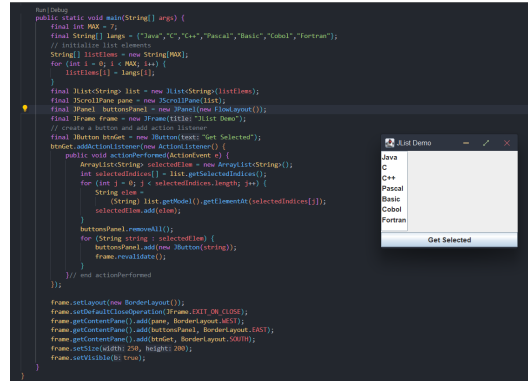 Run | Debug
public static void main(String[] args) {
final int MAX = 7;
final String[] langs = {"Java","C","C++","Pascal","Basic","Cobol","Fortran"};
// initialize list elements
String[] listElems = new String[MAX];
for (int i = 0; i < MAX; i++) {
listElems[i] = langs[i];
}
final JList<String> list = new JList<String>(listElems);
JScrollPane pane = new JScrollPane(list);
final JPanel buttonsPanel = new JPanel(new FlowLayout());
final JFrame frame = new JFrame(title: "JList Demo");
// create a button and add action listener
final JButton btnGet = new JButton(text: "Get Selected");
btnGet.addActionListener(new ActionListener() {
public void actionPerformed(ActionEvent e) {
ArrayList<String> selectedElem = new ArrayList<String>();
int selectedIndices[] = list.getSelectedIndices();
for (int j = 0; j < selectedIndices.length; j++) {
String elem =
(String) list.getModel().getElementAt(selectedIndices[j]);
selectedElem.add(elem);
}
buttonsPanel.removeAll();
for (String string : selectedElem) {
buttonsPanel.add(new JButton(string));
frame.revalidate();
}
}// end actionPerformed
});
frame.setLayout(new BorderLayout());
frame.setDefaultCloseOperation(JFrame.EXIT_ON_CLOSE);
frame.getContentPane().add(pane, BorderLayout.WEST);
frame.getContentPane().add(buttonsPanel, BorderLayout.EAST);
frame.getContentPane().add(btnGet, BorderLayout.SOUTH);
frame.setSize(width: 250, height: 200);
frame.setVisible(b: true);
}
}
JList Demo
Java
C
C++
Pascal
Basic
Cobol
Fortran
Get Selected